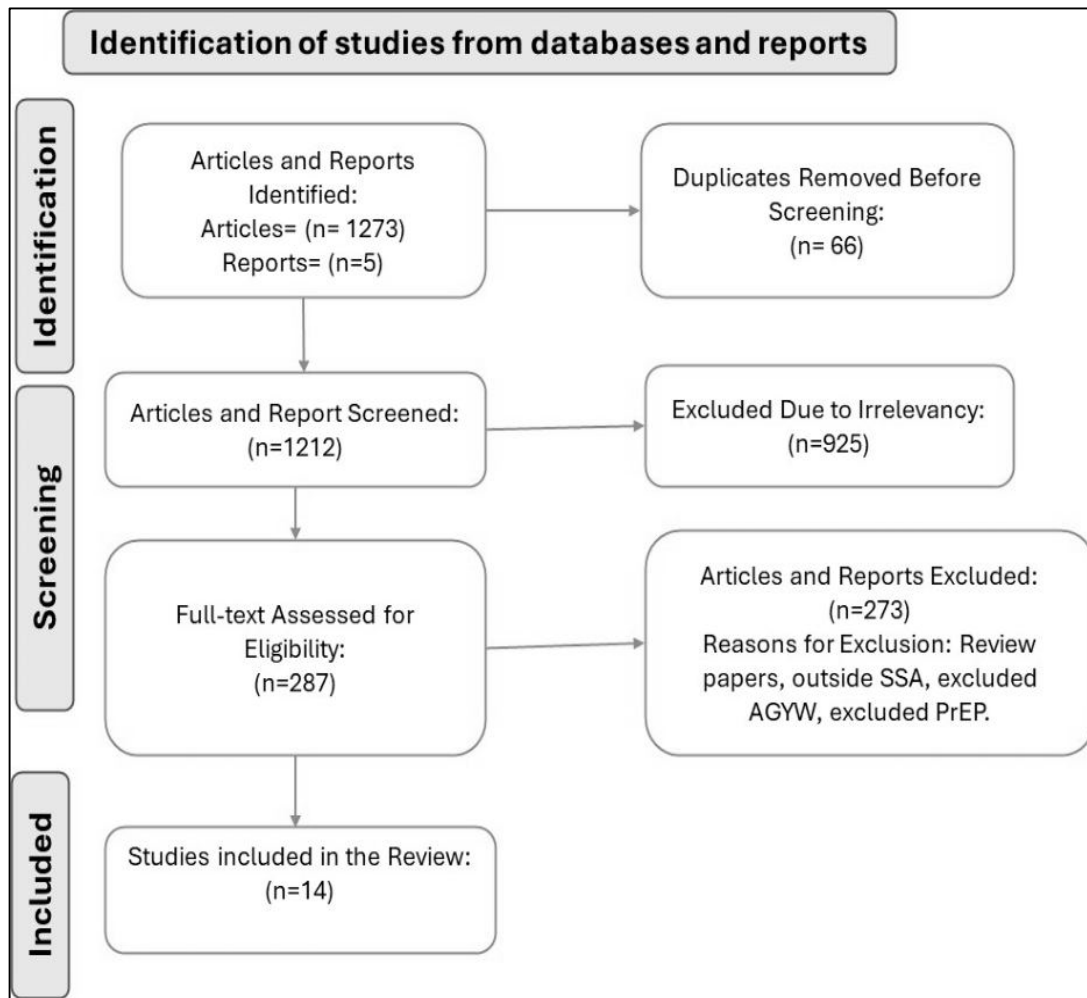 Identification of studies from databases and reports
Identification
Articles and Reports
Identified:
Articles= (n= 1273)
Reports= (n=5)
Duplicates Removed Before
Screening:
(n= 66)
Screening
Articles and Report Screened:
(n=1212)
Excluded Due to Irrelevancy:
(n=925)
Full-text Assessed for
Eligibility:
(n=287)
Articles and Reports Excluded:
(n=273)
Reasons for Exclusion: Review
papers, outside SSA, excluded
AGYW, excluded PrEP.
Included
Studies included in the Review:
(n=14)